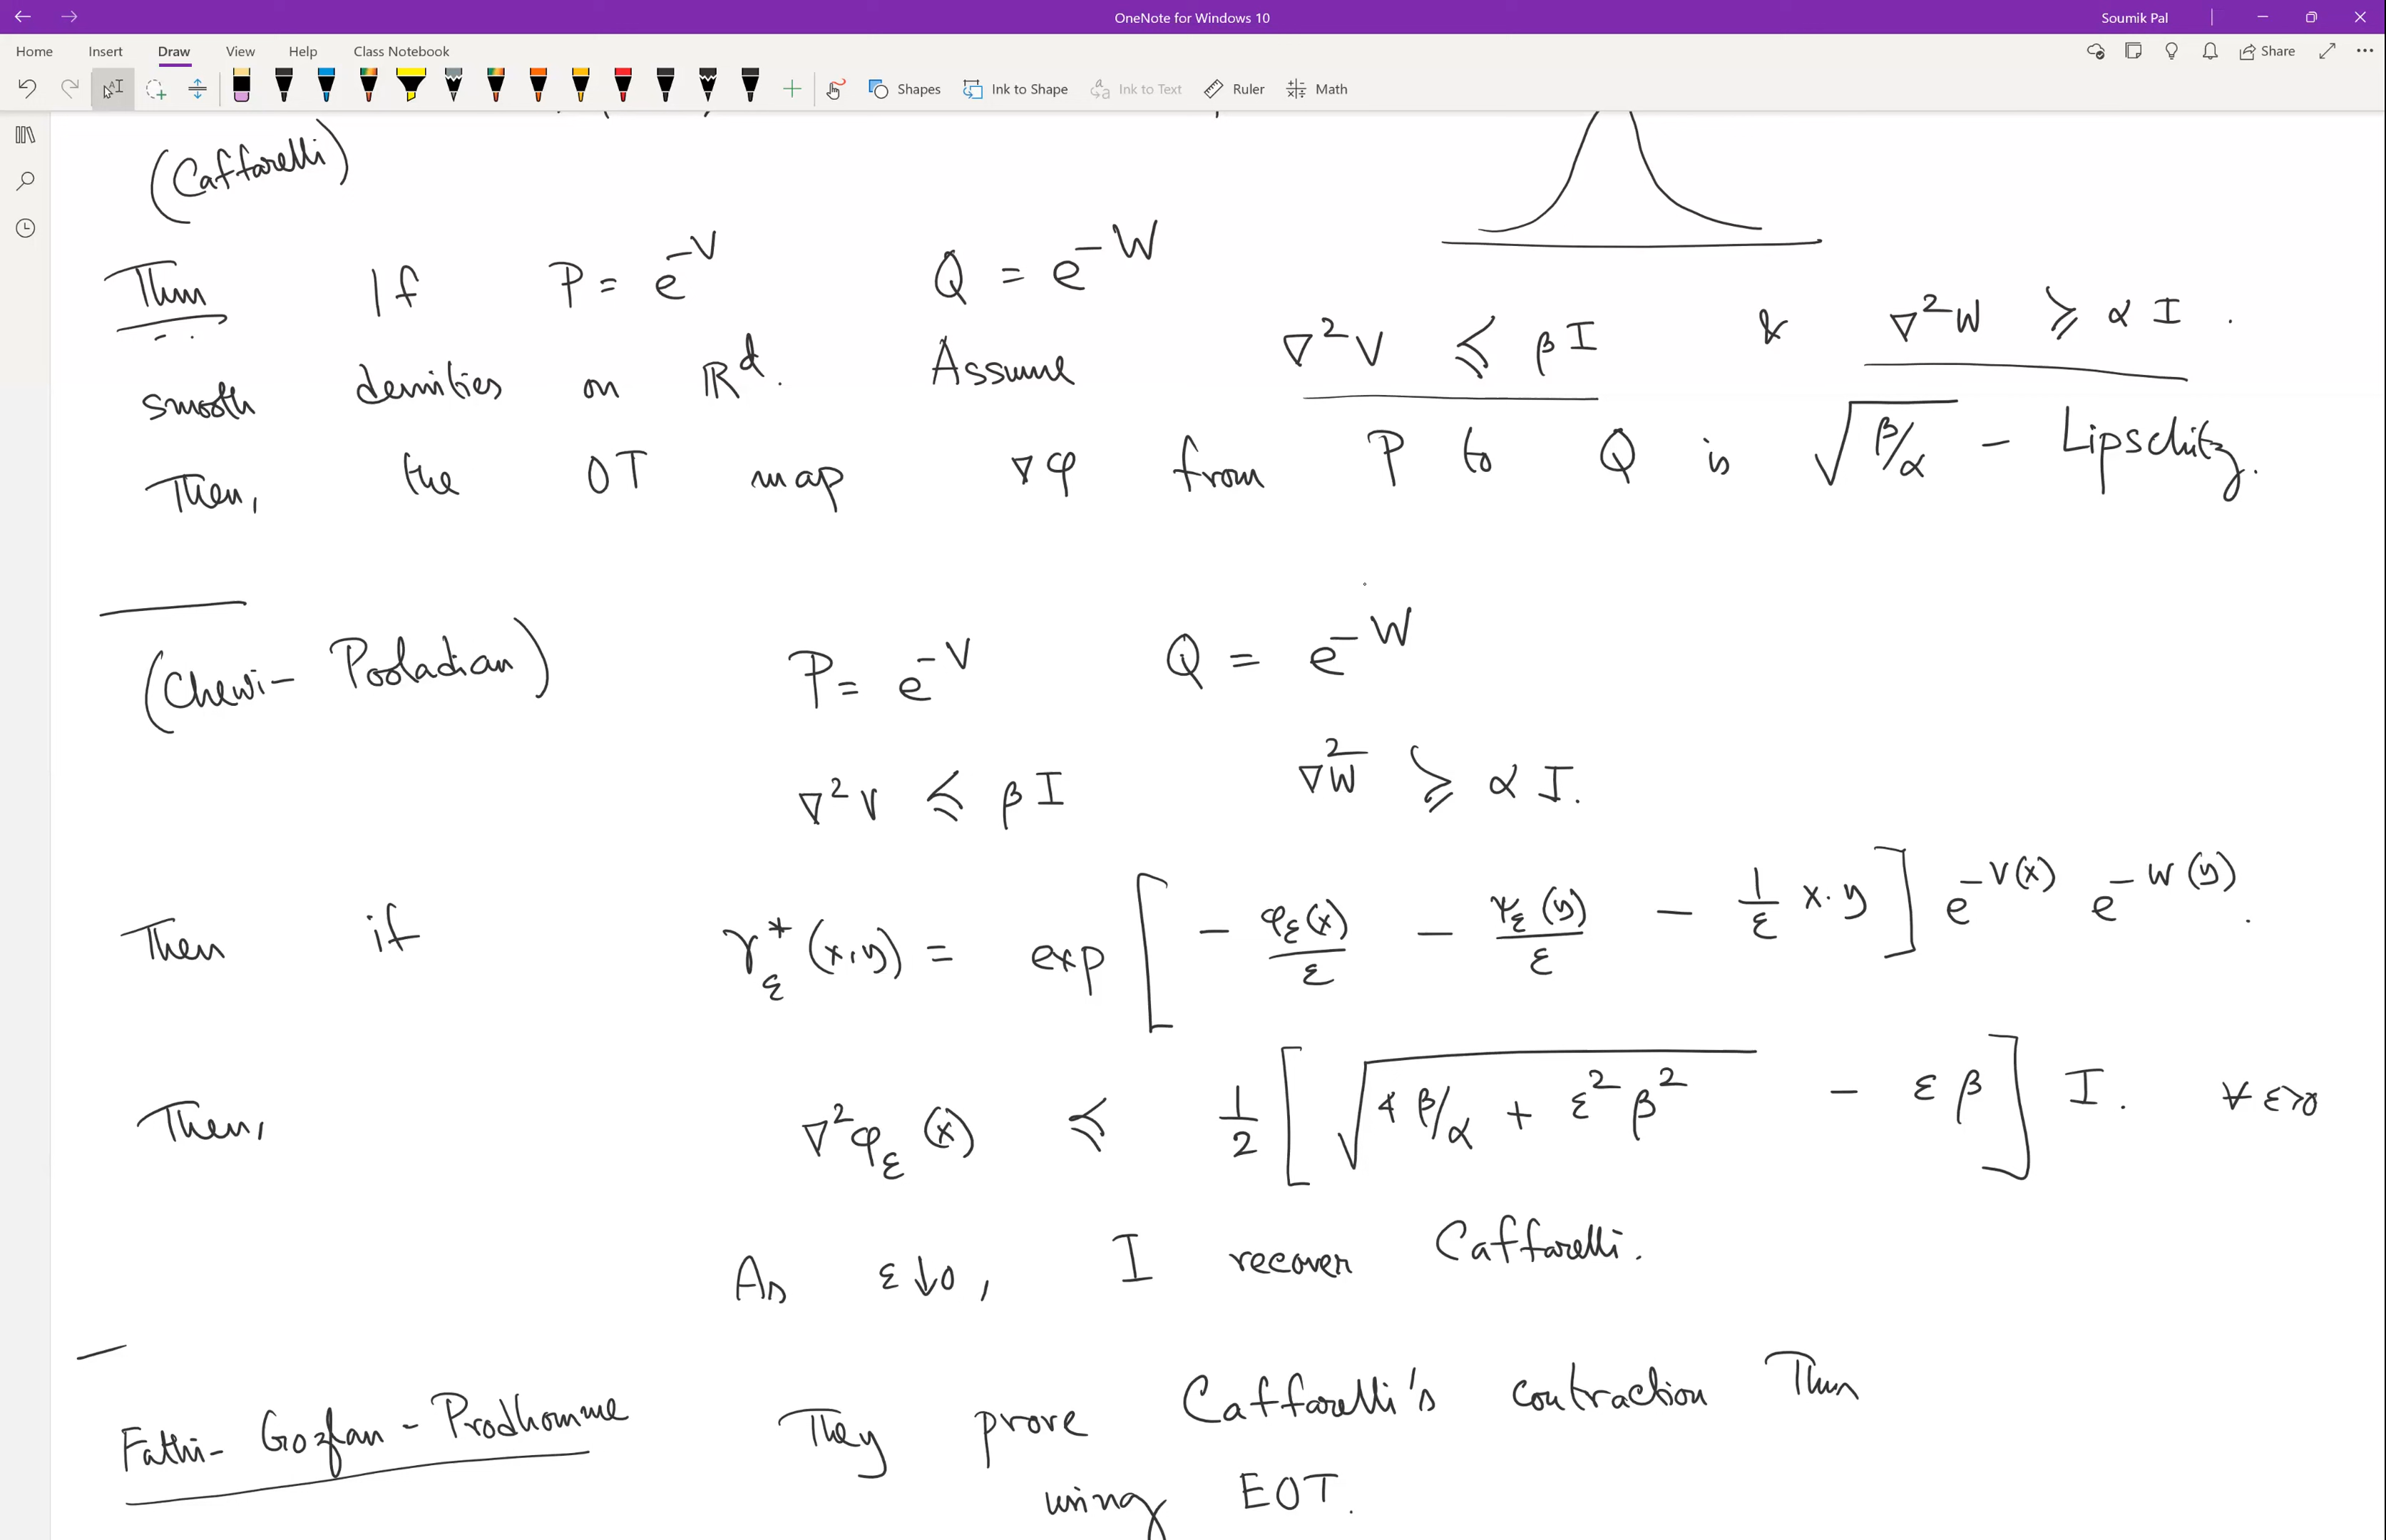 OneNote for Windows 10
Soumik Pal
Home Insert Draw View Help Class Notebook
Share
Shapes Ink to Shape Ink to Text Ruler Math
(Caffarelli)
Thm If P = e^{-V} Q = e^{-W}
smooth densities on ℝ^d. Assume ∇²V ≼ βI & ∇²W ≽ αI.
Then, the OT map ∇φ from P to Q is √(β/α) - Lipschitz.
(Chewi- Pooladian) P = e^{-V} Q = e^{-W}
∇²V ≼ βI ∇²W ≽ αI.
Then if γ*_ε(x,y) = exp[ - φ_ε(x)/ε - ψ_ε(y)/ε - 1/ε x·y ] e^{-V(x)} e^{-W(y)}.
Then, ∇²φ_ε(x) ≼ 1/2 [ √(4β/α + ε²β²) - εβ ] I. ∀ε>0
As ε↓0, I recover Caffarelli.
Fathi- Gozlan - Prodhomme They prove Caffarelli's contraction Thm
using EOT.